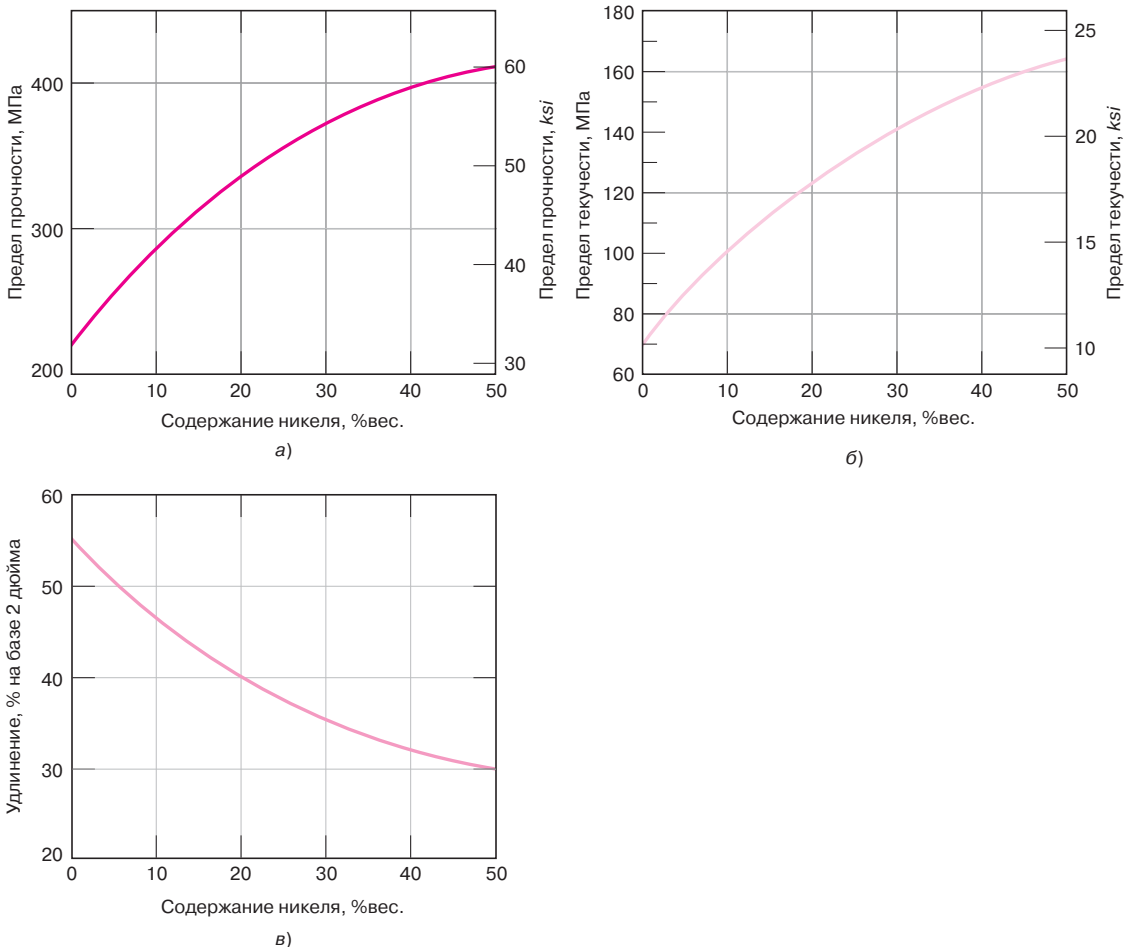 Предел прочности, МПа
400
300
200
60
50
40
30
Предел прочности, ksi
0 10 20 30 40 50
Содержание никеля, %вес.
а)
Предел текучести, МПа
180
160
140
120
100
80
60
25
20
15
10
Предел текучести, ksi
0 10 20 30 40 50
Содержание никеля, %вес.
б)
Удлинение, % на базе 2 дюйма
60
50
40
30
20
0 10 20 30 40 50
Содержание никеля, %вес.
в)